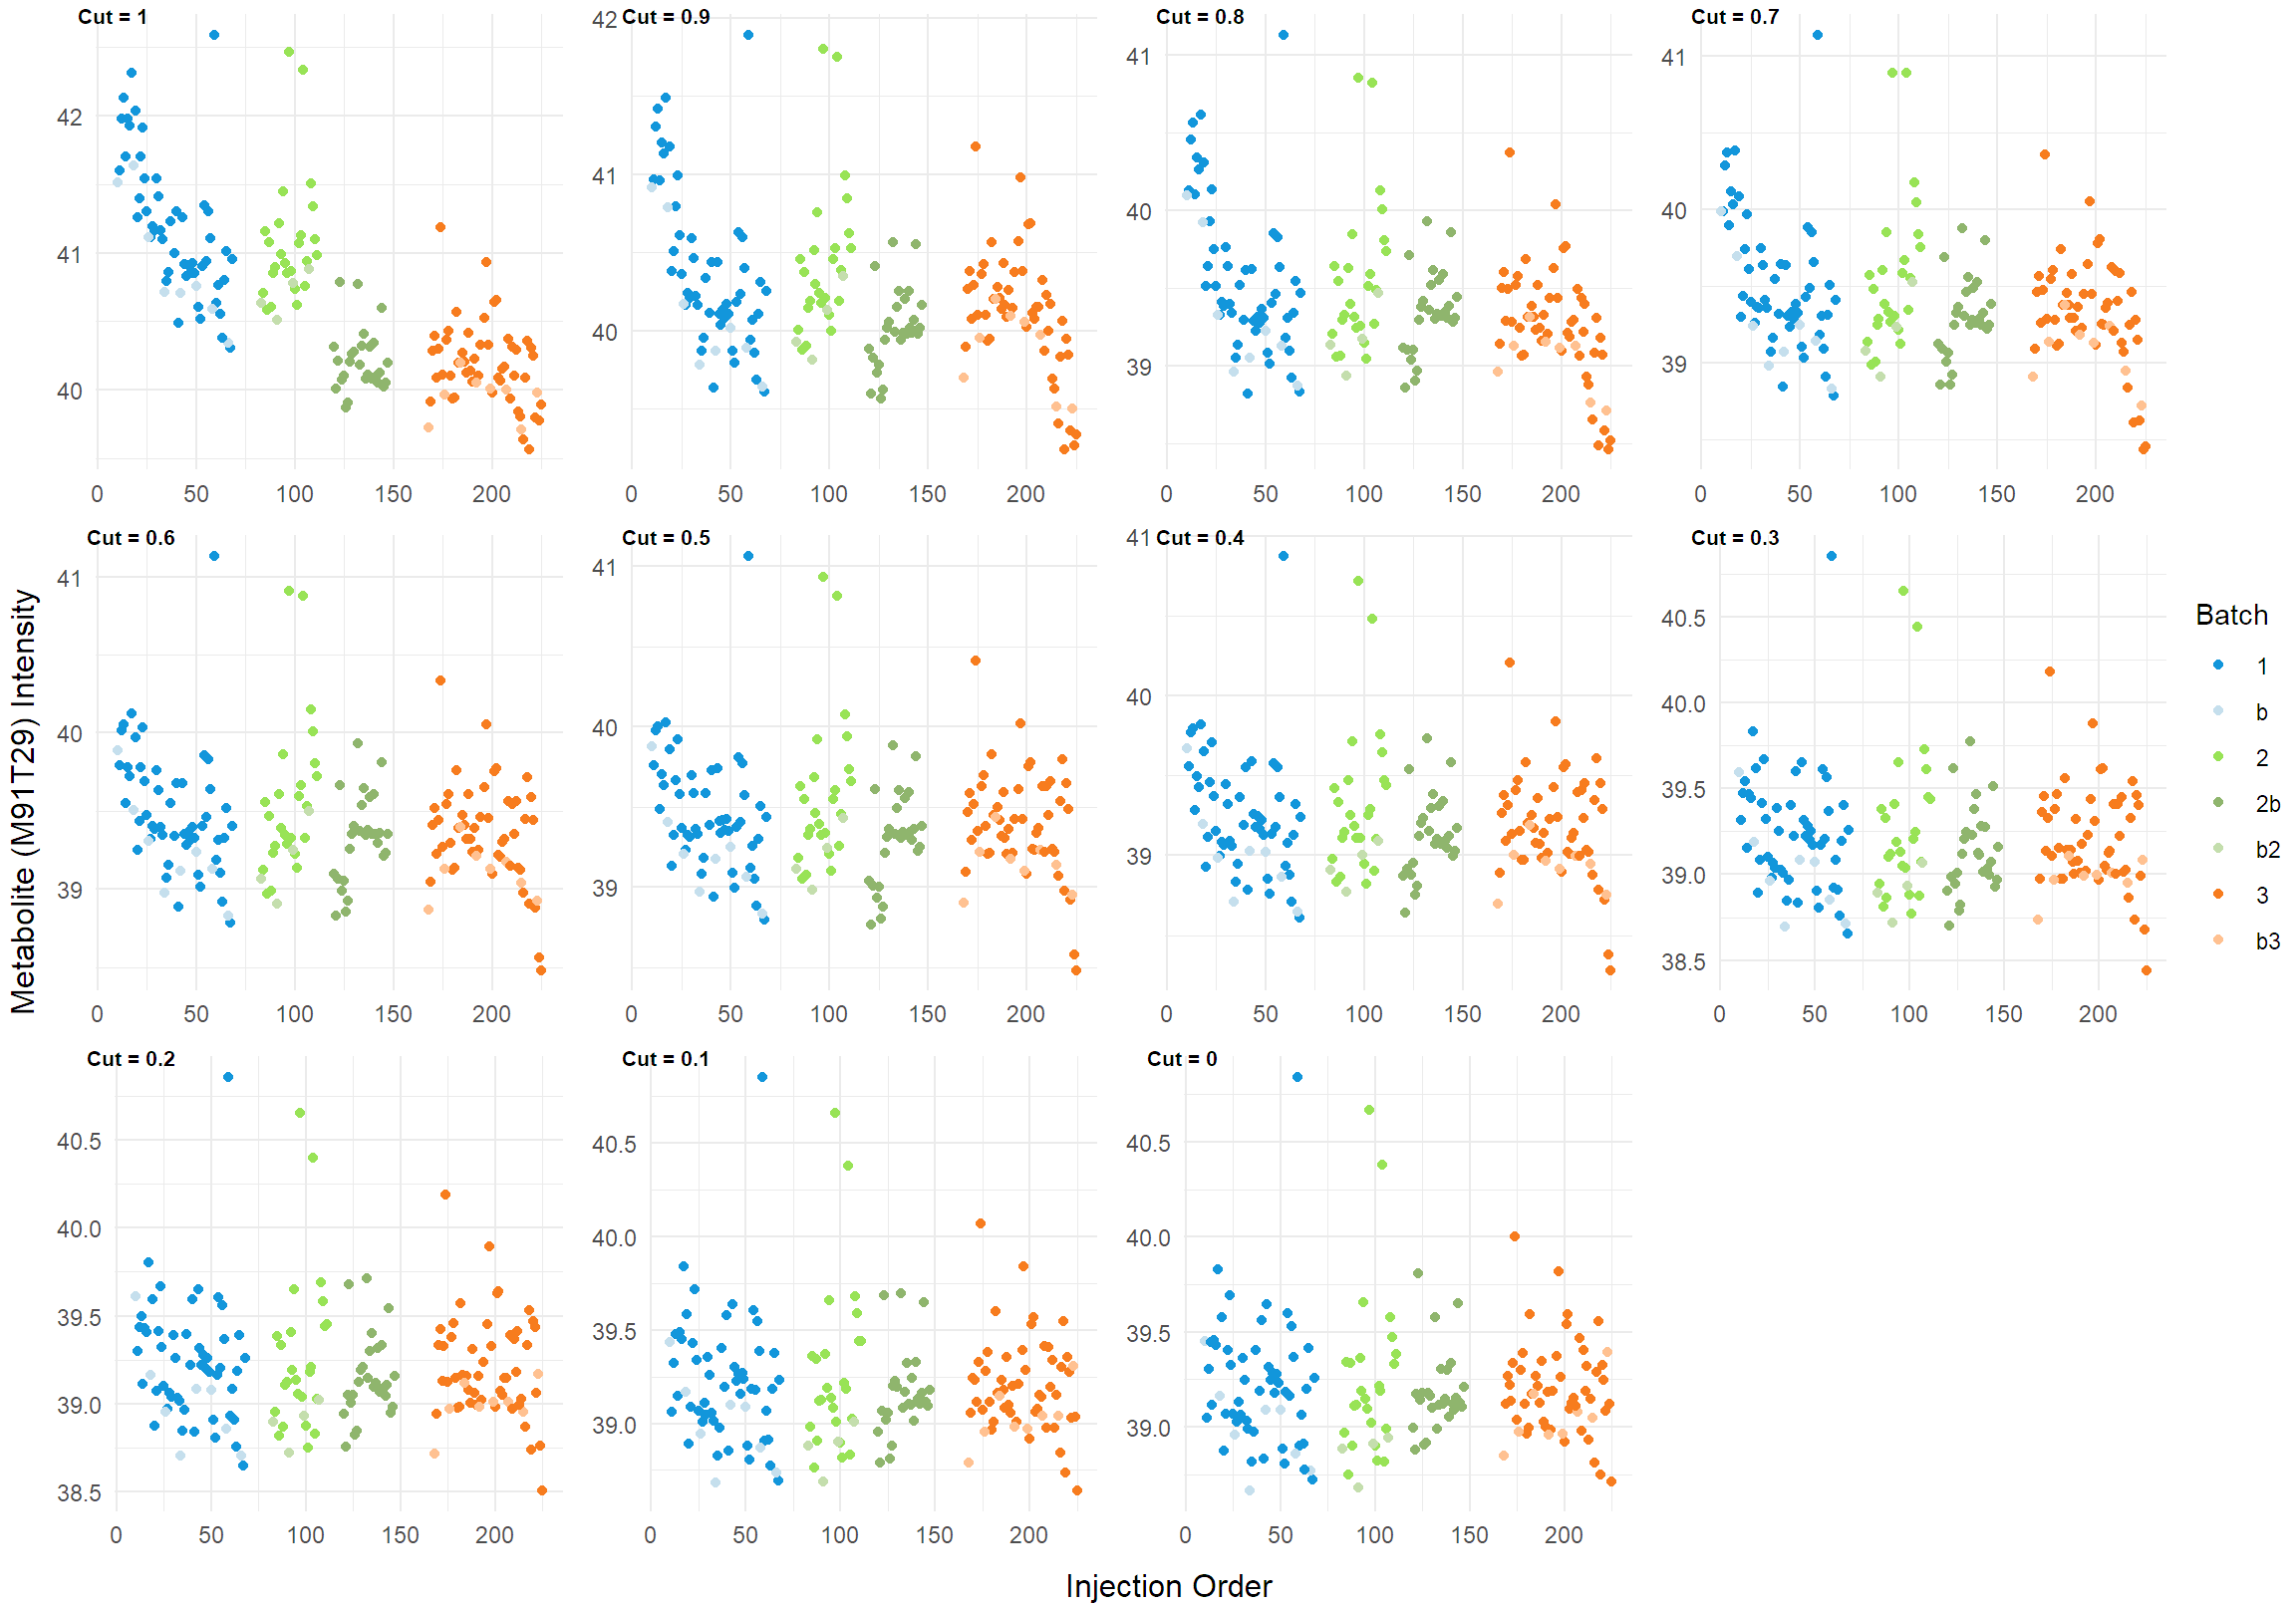 Cut = 1
Cut = 0.9
Cut = 0.8
Cut = 0.7
42
41
40
0 50 100 150 200
42
41
40
0 50 100 150 200
41
40
39
0 50 100 150 200
41
40
39
0 50 100 150 200
Cut = 0.6
Cut = 0.5
Cut = 0.4
Cut = 0.3
41
40
39
0 50 100 150 200
41
40
39
0 50 100 150 200
41
40
39
0 50 100 150 200
40.5
40.0
39.5
39.0
38.5
0 50 100 150 200
Cut = 0.2
Cut = 0.1
Cut = 0
40.5
40.0
39.5
39.0
38.5
0 50 100 150 200
40.5
40.0
39.5
39.0
0 50 100 150 200
40.5
40.0
39.5
39.0
0 50 100 150 200
Metabolite (M91T29) Intensity
Injection Order
Batch
1
b
2
2b
b2
3
b3